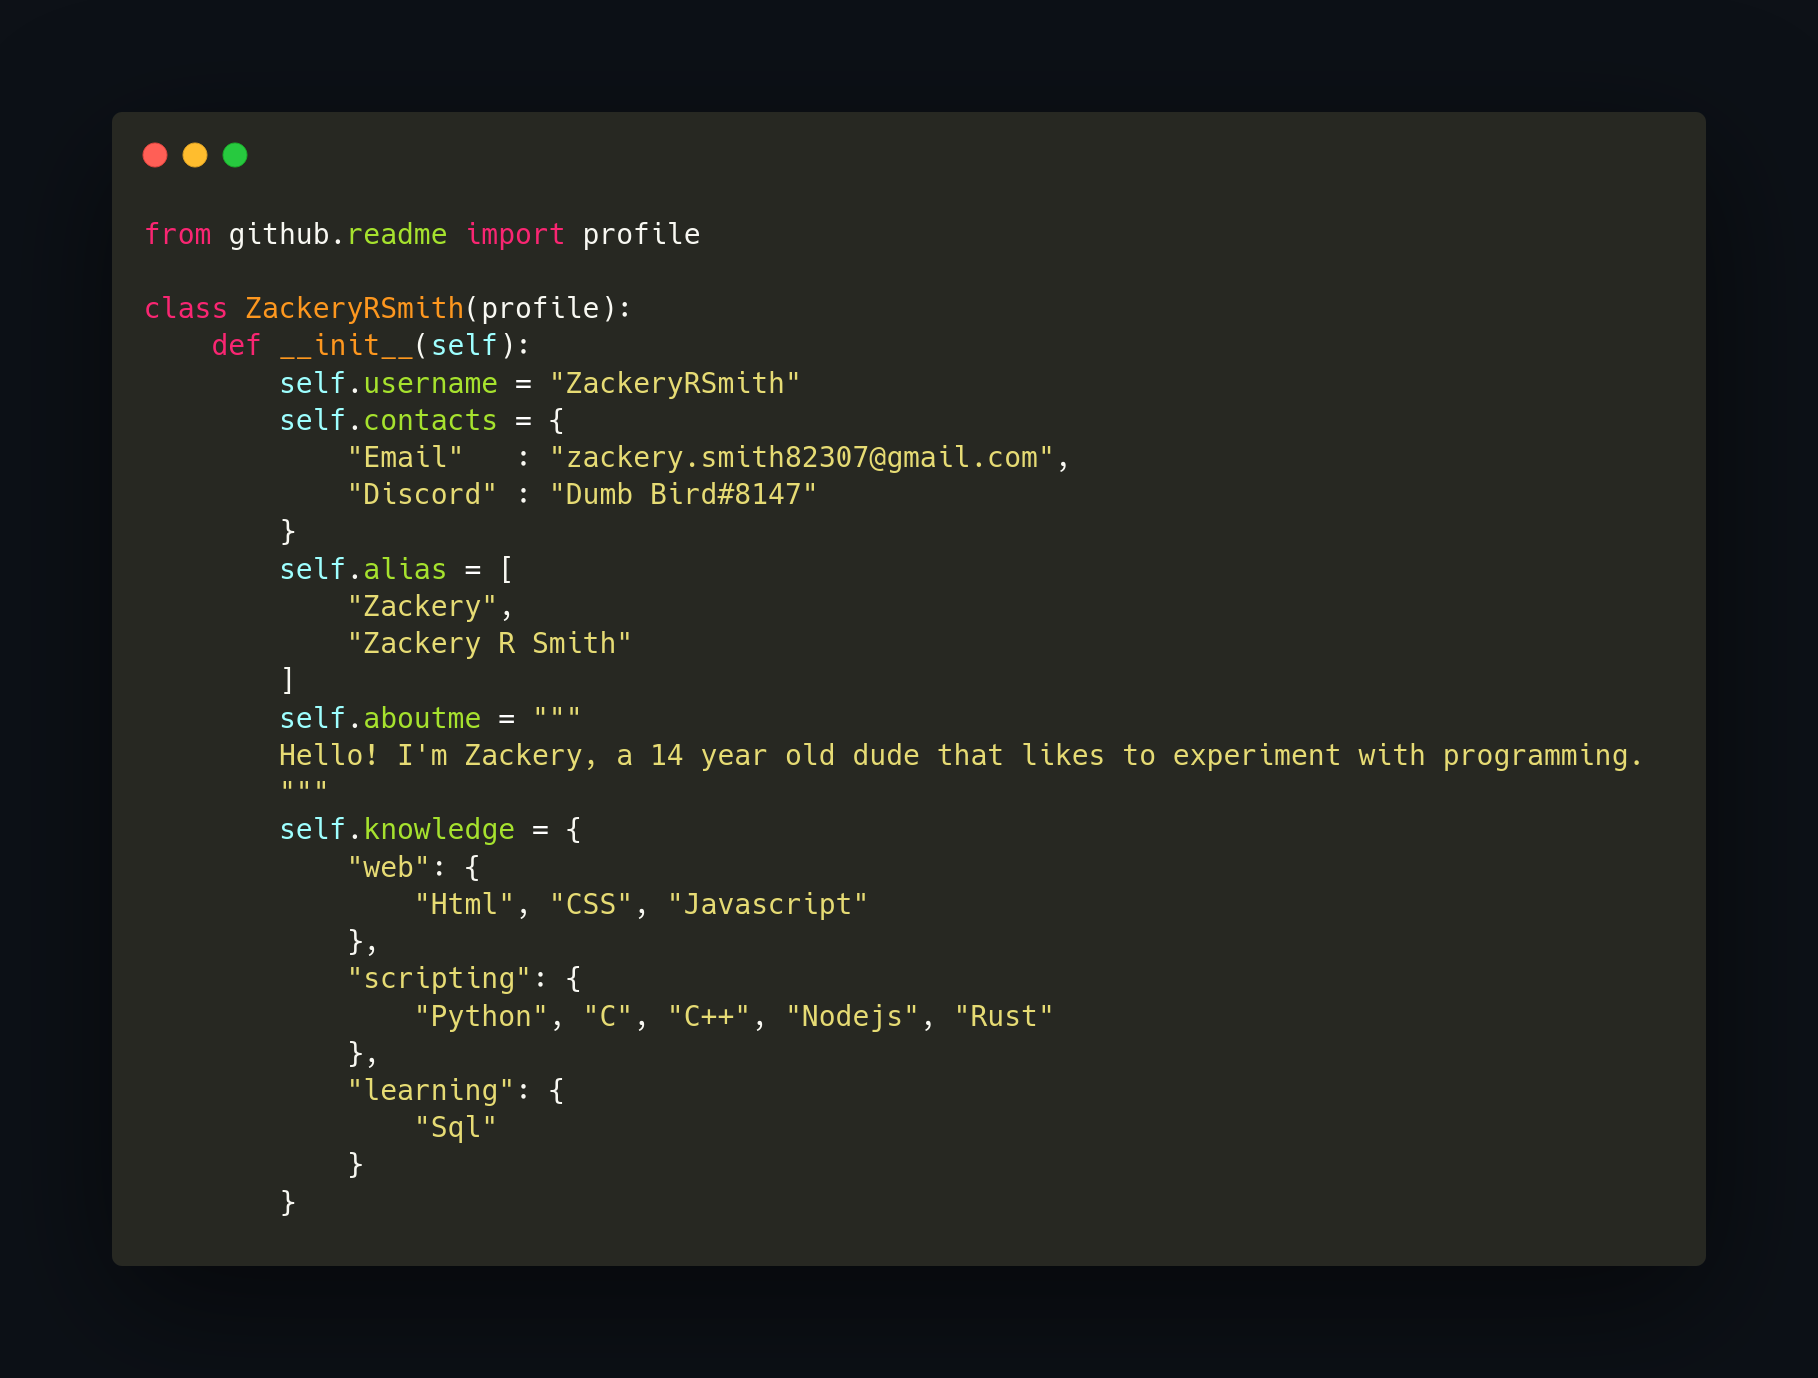 from github.readme import profile

class ZackeryRSmith(profile):
    def __init__(self):
        self.username = "ZackeryRSmith"
        self.contacts = {
            "Email"   : "zackery.smith82307@gmail.com",
            "Discord" : "Dumb Bird#8147"
        }
        self.alias = [
            "Zackery",
            "Zackery R Smith"
        ]
        self.aboutme = """
        Hello! I'm Zackery, a 14 year old dude that likes to experiment with programming.
        """
        self.knowledge = {
            "web": {
                "Html", "CSS", "Javascript"
            },
            "scripting": {
                "Python", "C", "C++", "Nodejs", "Rust"
            },
            "learning": {
                "Sql"
            }
        }